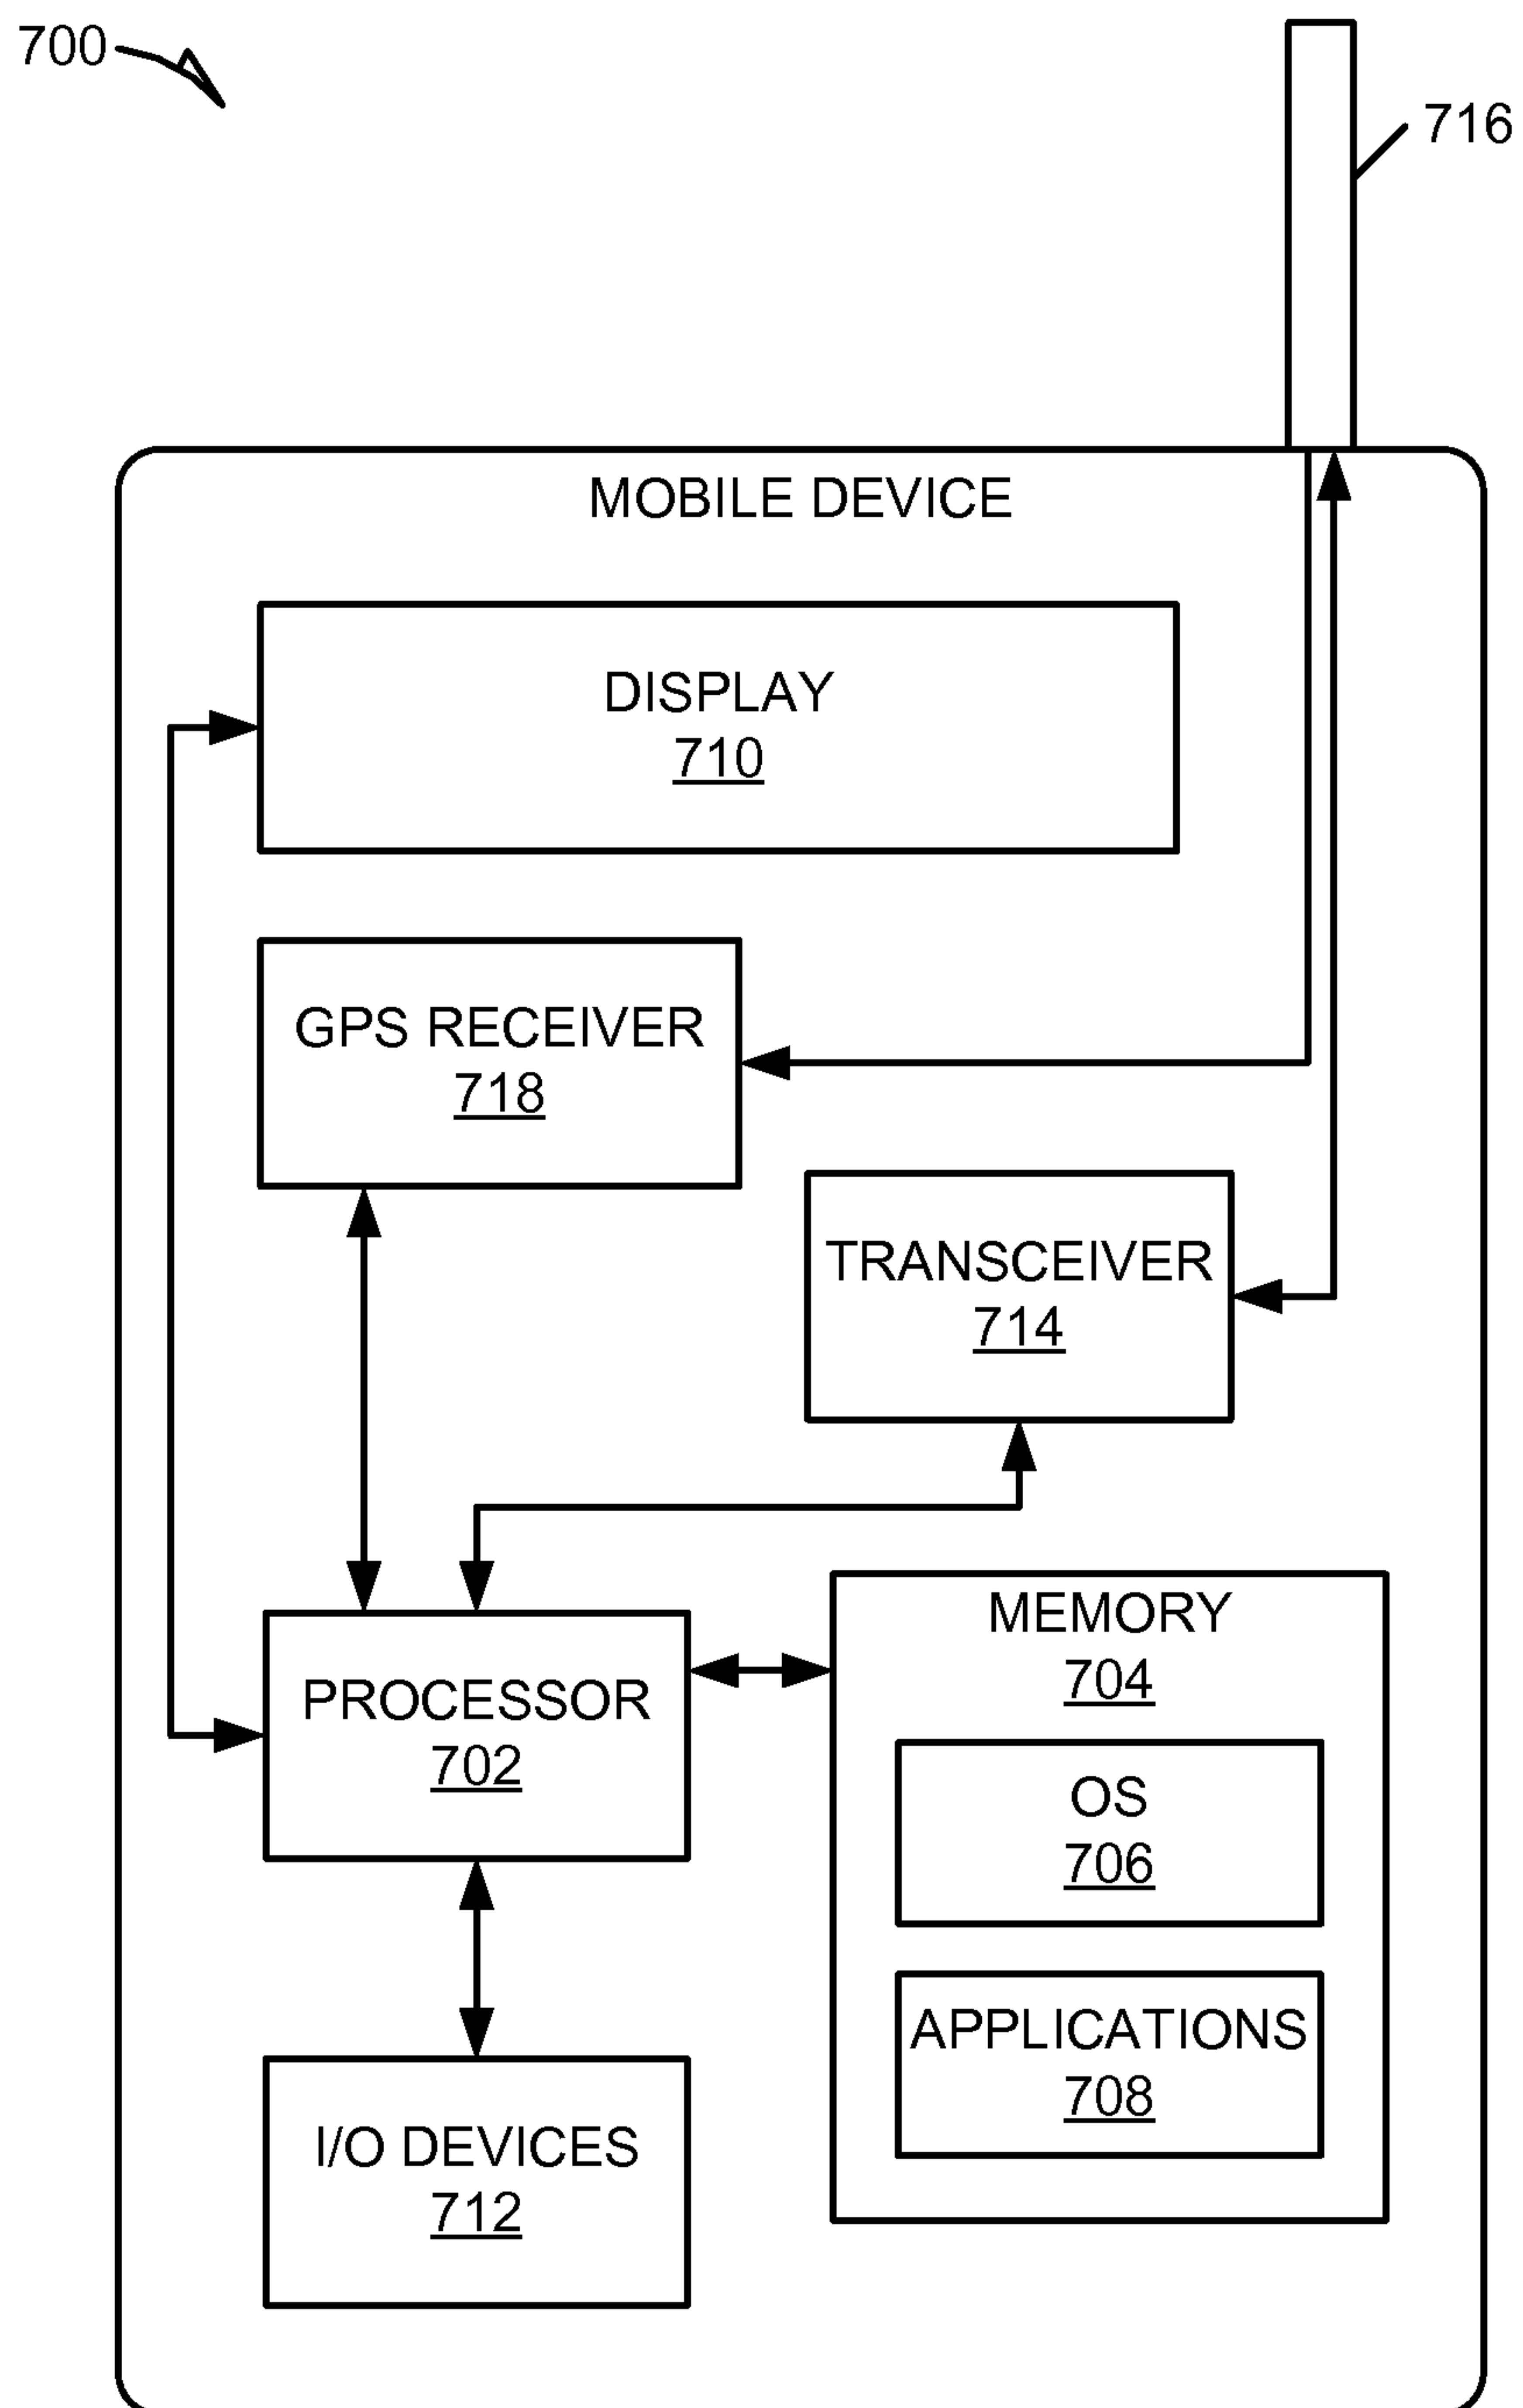 700
716
MOBILE DEVICE
DISPLAY
710
GPS RECEIVER
718
TRANSCEIVER
714
MEMORY
704
PROCESSOR
702
OS
706
APPLICATIONS
708
I/O DEVICES
712